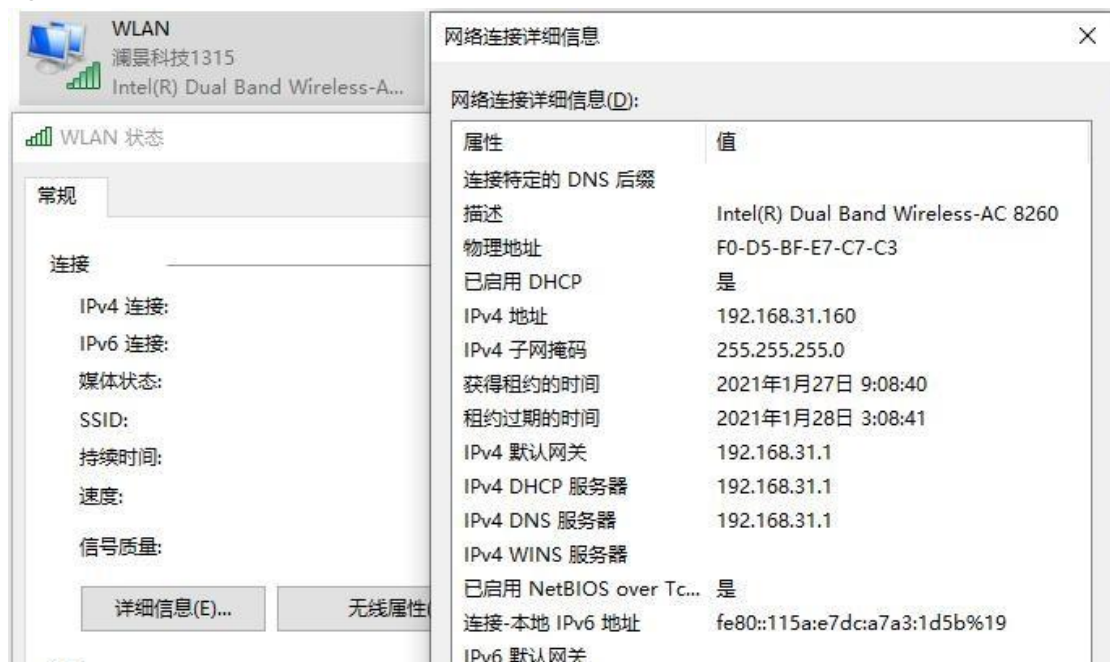 WLAN
澜景科技1315
Intel(R) Dual Band Wireless-A...
WLAN 状态
常规
连接
IPv4 连接:
IPv6 连接:
媒体状态:
SSID:
持续时间:
速度:
信号质量:
详细信息(E)...
无线属性(
网络连接详细信息
网络连接详细信息(D):
属性 值
连接特定的 DNS 后缀
描述 Intel(R) Dual Band Wireless-AC 8260
物理地址 F0-D5-BF-E7-C7-C3
已启用 DHCP 是
IPv4 地址 192.168.31.160
IPv4 子网掩码 255.255.255.0
获得租约的时间 2021年1月27日 9:08:40
租约过期的时间 2021年1月28日 3:08:41
IPv4 默认网关 192.168.31.1
IPv4 DHCP 服务器 192.168.31.1
IPv4 DNS 服务器 192.168.31.1
IPv4 WINS 服务器
已启用 NetBIOS over Tc... 是
连接-本地 IPv6 地址 fe80::115a:e7dc:a7a3:1d5b%19
IPv6 默认网关